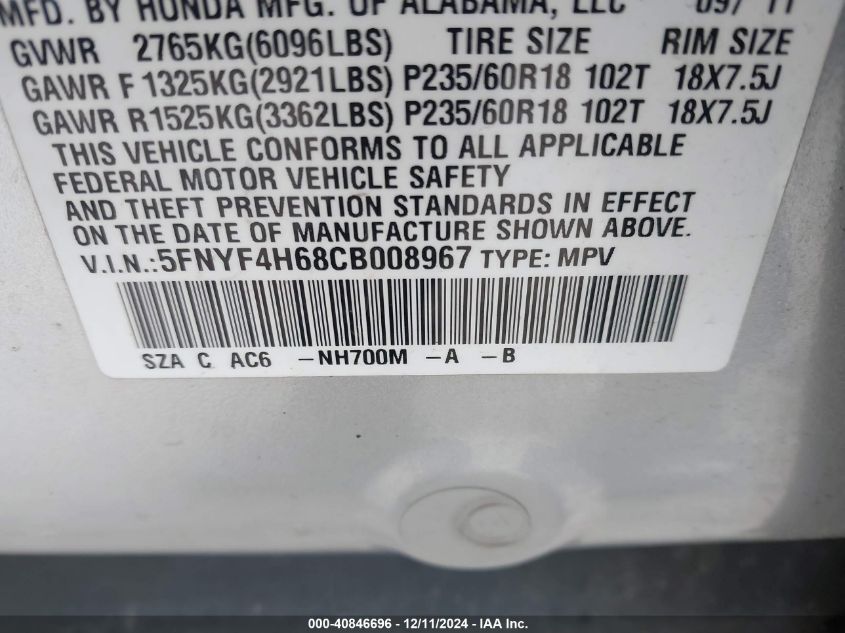 MFD. BY HONDA MFG. OF ALABAMA, LLC 09/11
GVWR 2765KG(6096LBS) TIRE SIZE RIM SIZE
GAWR F 1325KG(2921LBS) P235/60R18 102T 18X7.5J
GAWR R1525KG(3362LBS) P235/60R18 102T 18X7.5J
THIS VEHICLE CONFORMS TO ALL APPLICABLE
FEDERAL MOTOR VEHICLE SAFETY
AND THEFT PREVENTION STANDARDS IN EFFECT
ON THE DATE OF MANUFACTURE SHOWN ABOVE.
V.I.N.:5FNYF4H68CB008967 TYPE: MPV
SZA C AC6 -NH700M -A -B
000-40846696 - 12/11/2024 - IAA Inc.